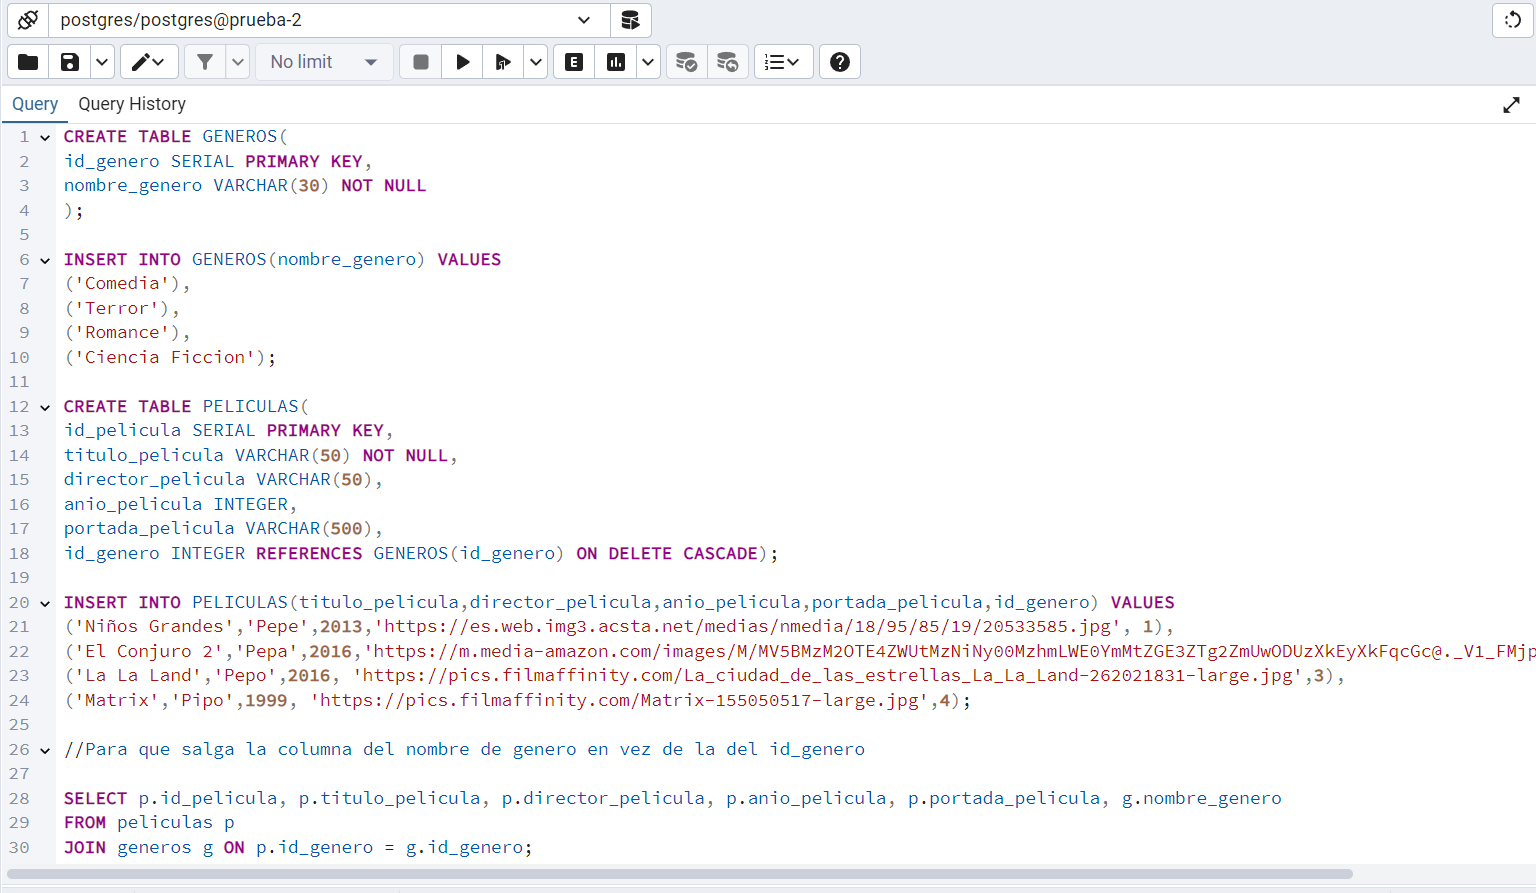 postgres/postgres@prueba-2
No limit
Query Query History
1 CREATE TABLE GENEROS(
2 id_genero SERIAL PRIMARY KEY,
3 nombre_genero VARCHAR(30) NOT NULL
4 );
5
6 INSERT INTO GENEROS(nombre_genero) VALUES
7 ('Comedia'),
8 ('Terror'),
9 ('Romance'),
10 ('Ciencia Ficcion');
11
12 CREATE TABLE PELICULAS(
13 id_pelicula SERIAL PRIMARY KEY,
14 titulo_pelicula VARCHAR(50) NOT NULL,
15 director_pelicula VARCHAR(50),
16 anio_pelicula INTEGER,
17 portada_pelicula VARCHAR(500),
18 id_genero INTEGER REFERENCES GENEROS(id_genero) ON DELETE CASCADE);
19
20 INSERT INTO PELICULAS(titulo_pelicula,director_pelicula,anio_pelicula,portada_pelicula,id_genero) VALUES
21 ('Niños Grandes','Pepe',2013,'https://es.web.img3.acsta.net/medias/nmedia/18/95/85/19/20533585.jpg', 1),
22 ('El Conjuro 2','Pepa',2016,'https://m.media-amazon.com/images/M/MV5BMzM2OTE4ZWUtMzNiNy00MzhmLWE0YmMtZGE3ZTg2ZmUwODUzXkEyXkFqcGc@._V1_FMjp
23 ('La La Land','Pepo',2016, 'https://pics.filmaffinity.com/La_ciudad_de_las_estrellas_La_La_Land-262021831-large.jpg',3),
24 ('Matrix','Pipo',1999, 'https://pics.filmaffinity.com/Matrix-155050517-large.jpg',4);
25
26 //Para que salga la columna del nombre de genero en vez de la del id_genero
27
28 SELECT p.id_pelicula, p.titulo_pelicula, p.director_pelicula, p.anio_pelicula, p.portada_pelicula, g.nombre_genero
29 FROM peliculas p
30 JOIN generos g ON p.id_genero = g.id_genero;